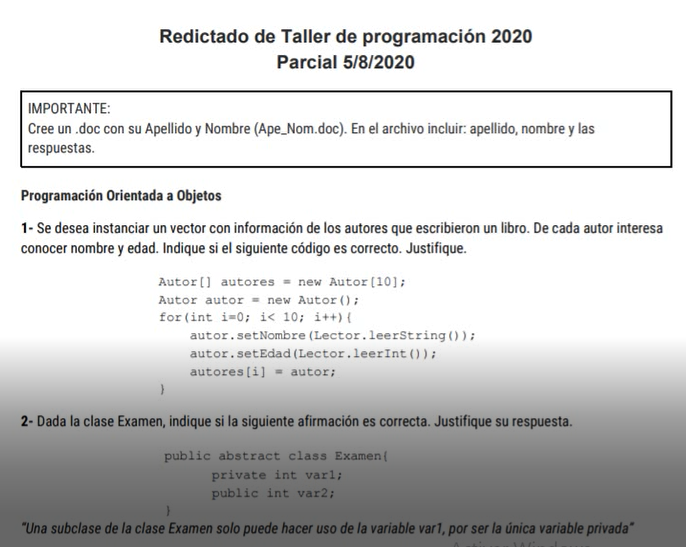 Redictado de Taller de programación 2020
Parcial 5/8/2020
IMPORTANTE:
Cree un .doc con su Apellido y Nombre (Ape_Nom.doc). En el archivo incluir: apellido, nombre y las
respuestas.
Programación Orientada a Objetos
1- Se desea instanciar un vector con información de los autores que escribieron un libro. De cada autor interesa
conocer nombre y edad. Indique si el siguiente código es correcto. Justifique.
Autor[] autores = new Autor[10];
Autor autor = new Autor();
for(int i=0; i< 10; i++){
autor.setNombre(Lector.leerString());
autor.setEdad(Lector.leerInt());
autores[i] = autor;
}
2- Dada la clase Examen, indique si la siguiente afirmación es correcta. Justifique su respuesta.
public abstract class Examen{
private int var1;
public int var2;
}
"Una subclase de la clase Examen solo puede hacer uso de la variable var1, por ser la única variable privada"